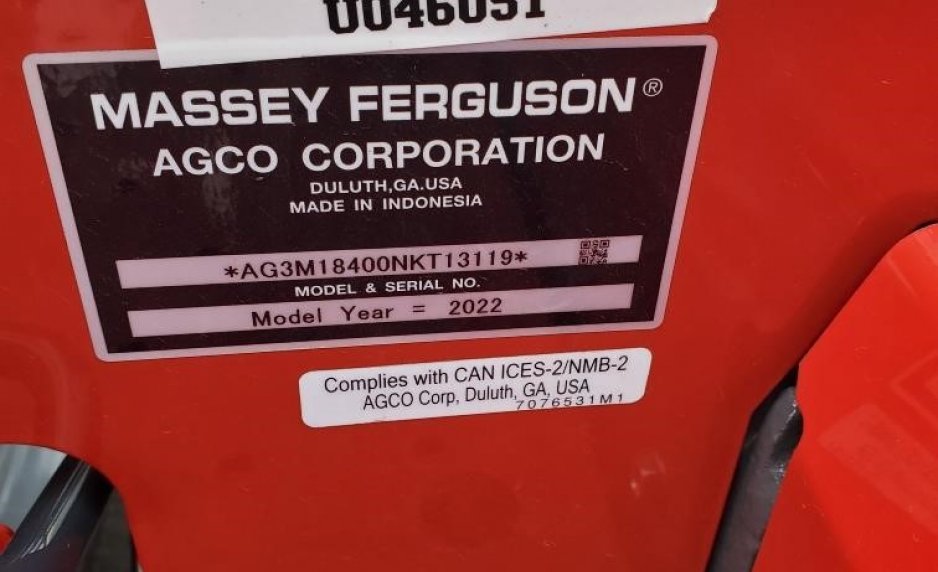 U046051
MASSEY FERGUSON®
AGCO CORPORATION
DULUTH,GA.USA
MADE IN INDONESIA
*AG3M18400NKT13119*
MODEL & SERIAL NO.
Model Year = 2022
Complies with CAN ICES-2/NMB-2
AGCO Corp, Duluth, GA, USA
7076531M1